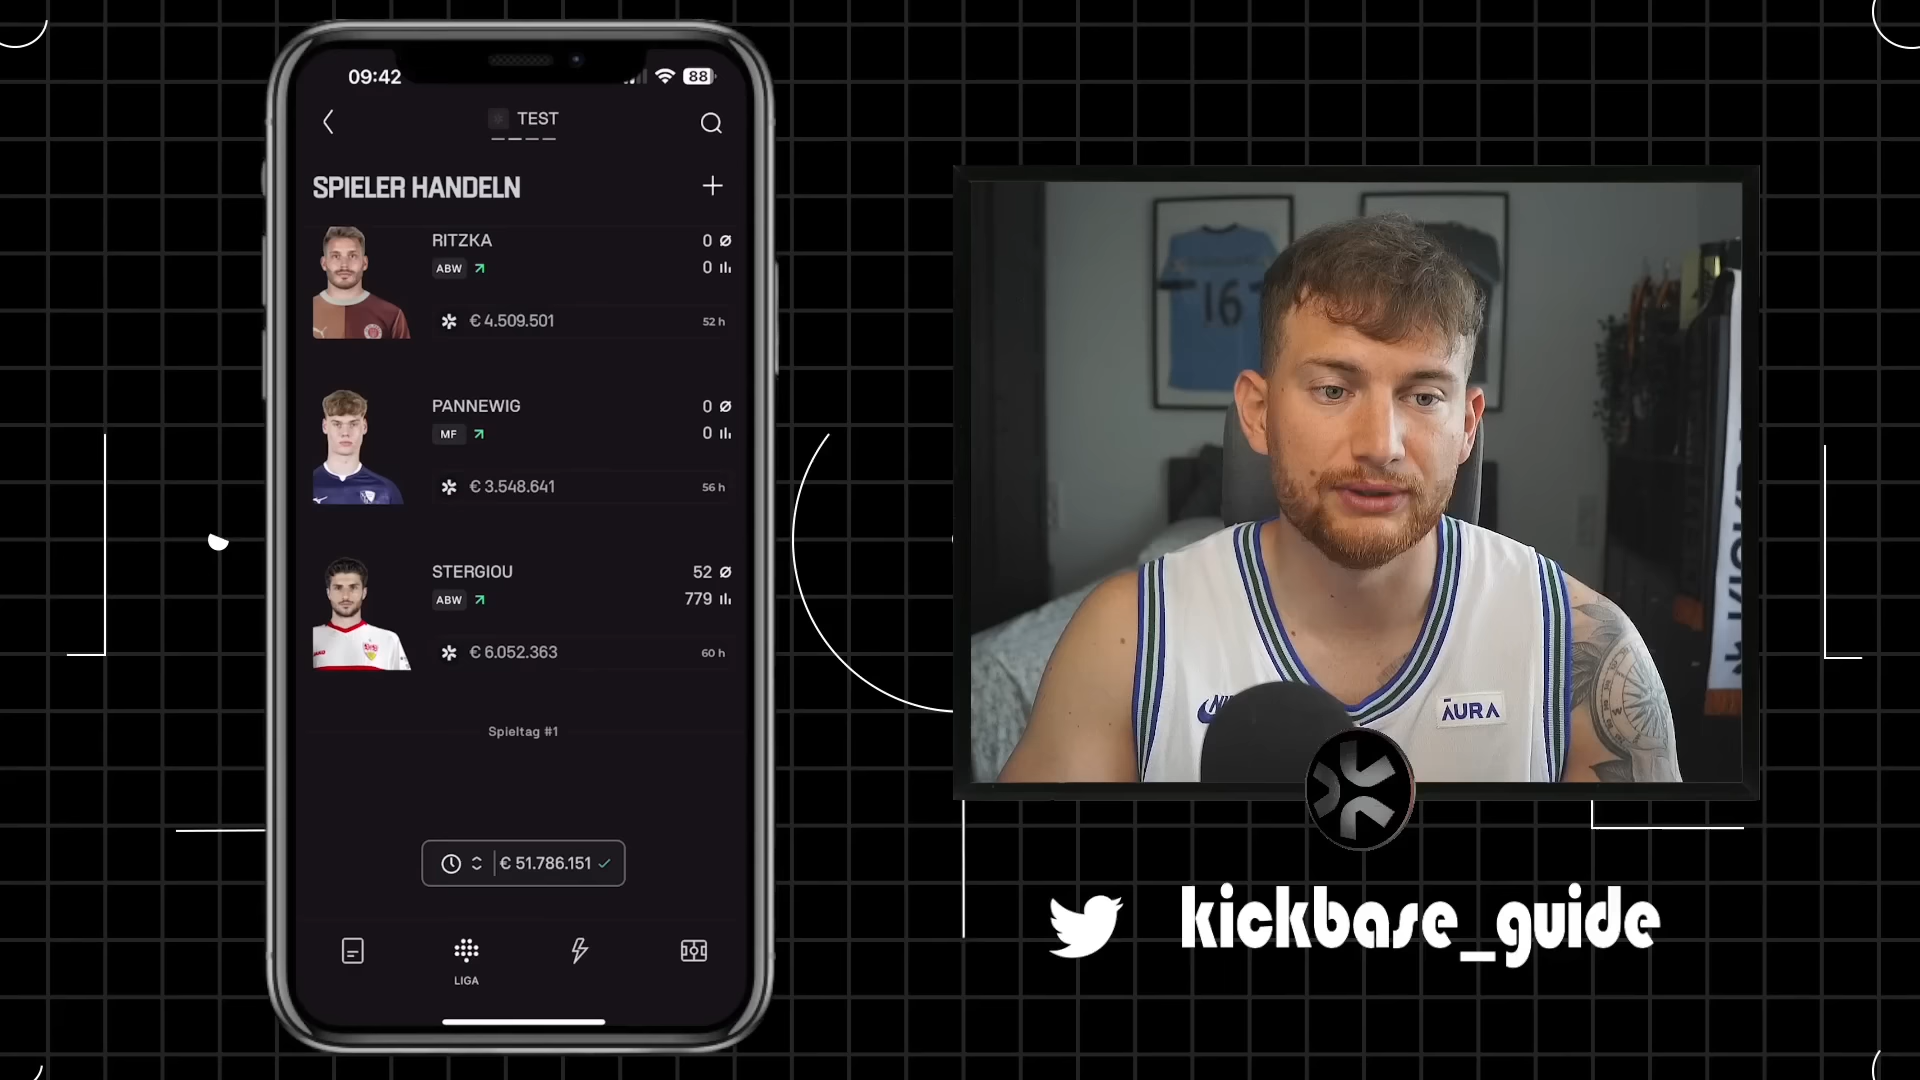 09:42
88
TEST
SPIELER HANDELN
RITZKA
0 ø
ABW
0
€ 4.509.501
52 h
PANNEWIG
0 ø
MF
0
€ 3.548.641
56 h
STERGIOU
52 ø
ABW
779
€ 6.052.363
60 h
Spieltag #1
€ 51.786.151
LIGA
16
ĀURA
kickbase_guide